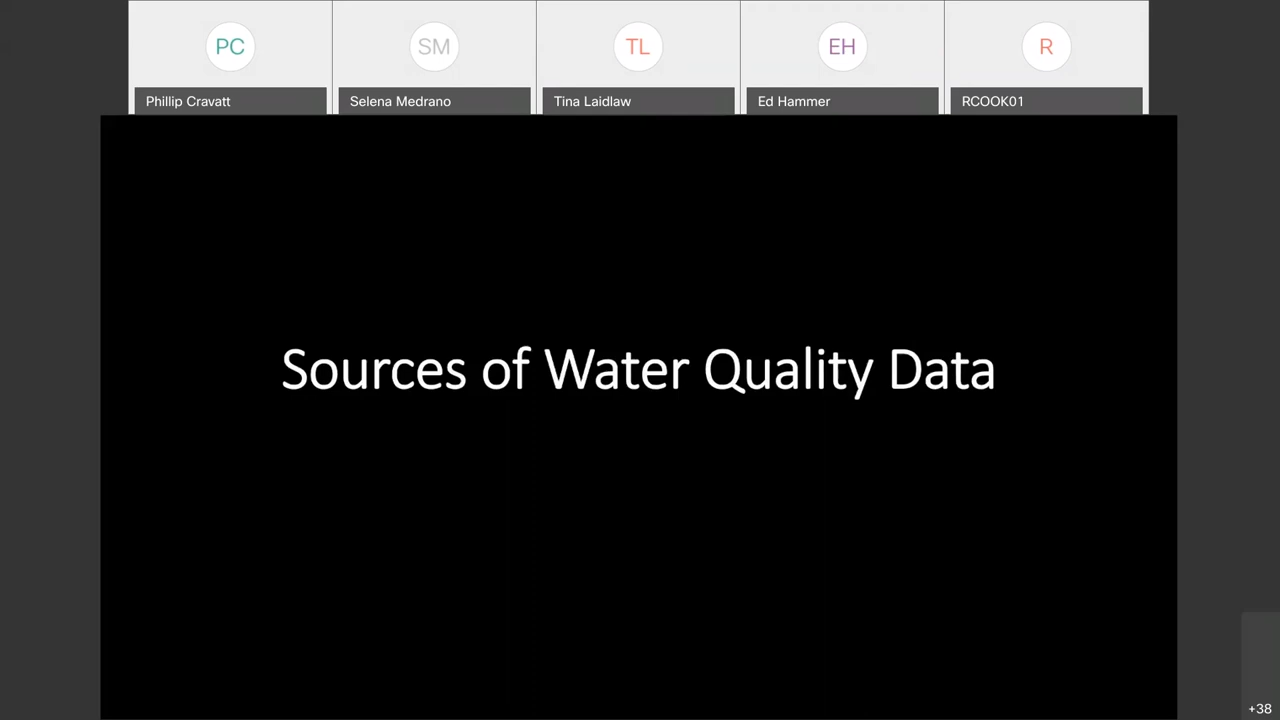 PC
SM
TL
EH
R
Phillip Cravatt
Selena Medrano
Tina Laidlaw
Ed Hammer
RCOOK01
Sources of Water Quality Data
+38